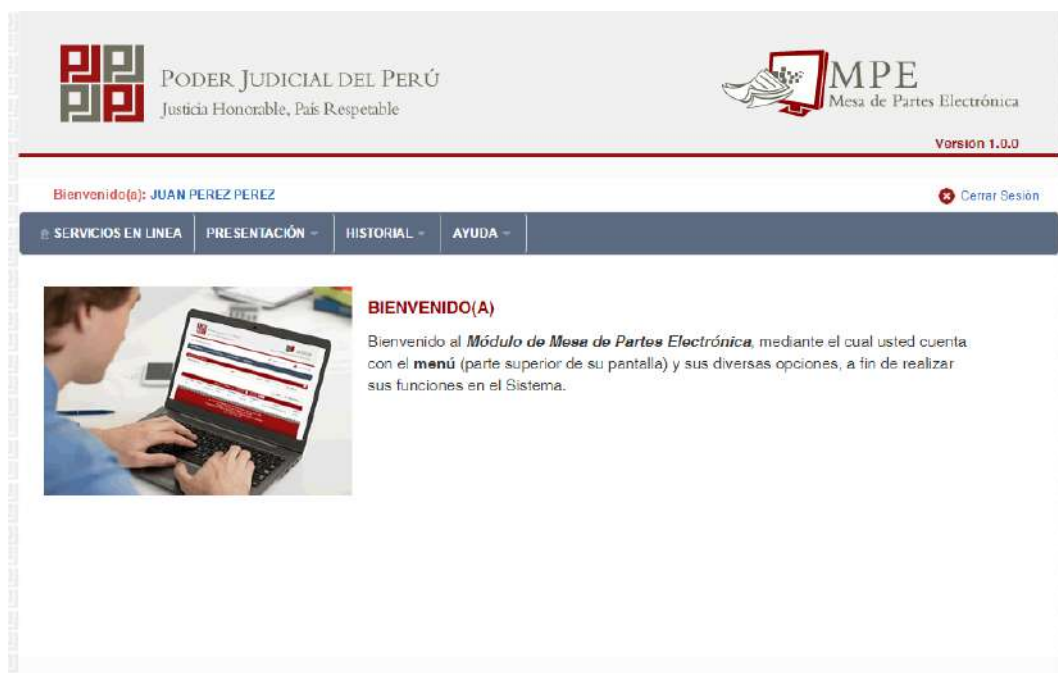 PODER JUDICIAL DEL PERÚ
Justicia Honorable, País Respetable
MPE
Mesa de Partes Electrónica
Versión 1.0.0
Bienvenido(a): JUAN PEREZ PEREZ
Cerrar Sesión
SERVICIOS EN LINEA PRESENTACIÓN HISTORIAL AYUDA
BIENVENIDO(A)
Bienvenido al Módulo de Mesa de Partes Electrónica, mediante el cual usted cuenta
con el menú (parte superior de su pantalla) y sus diversas opciones, a fin de realizar
sus funciones en el Sistema.